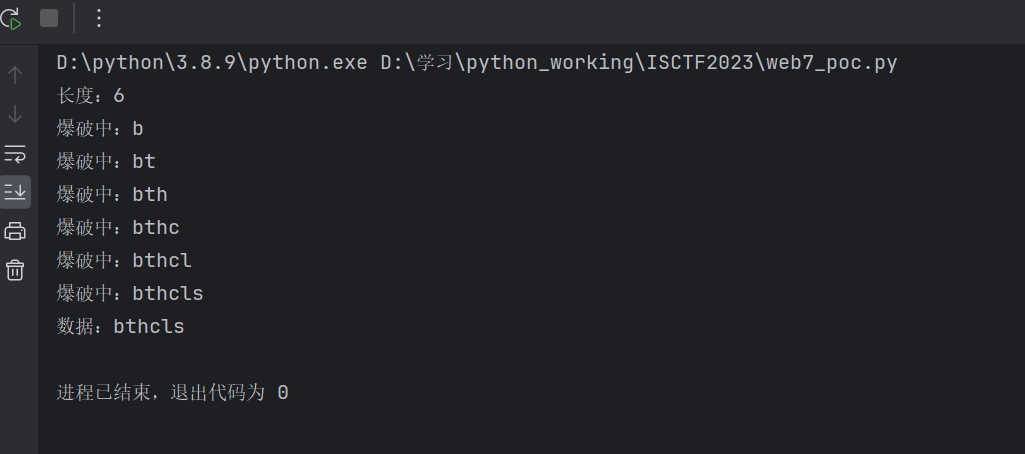 D:\python\3.8.9\python.exe D:\学习\python_working\ISCTF2023\web7_poc.py
长度：6
爆破中：b
爆破中：bt
爆破中：bth
爆破中：bthc
爆破中：bthcl
爆破中：bthcls
数据：bthcls
进程已结束，退出代码为 0